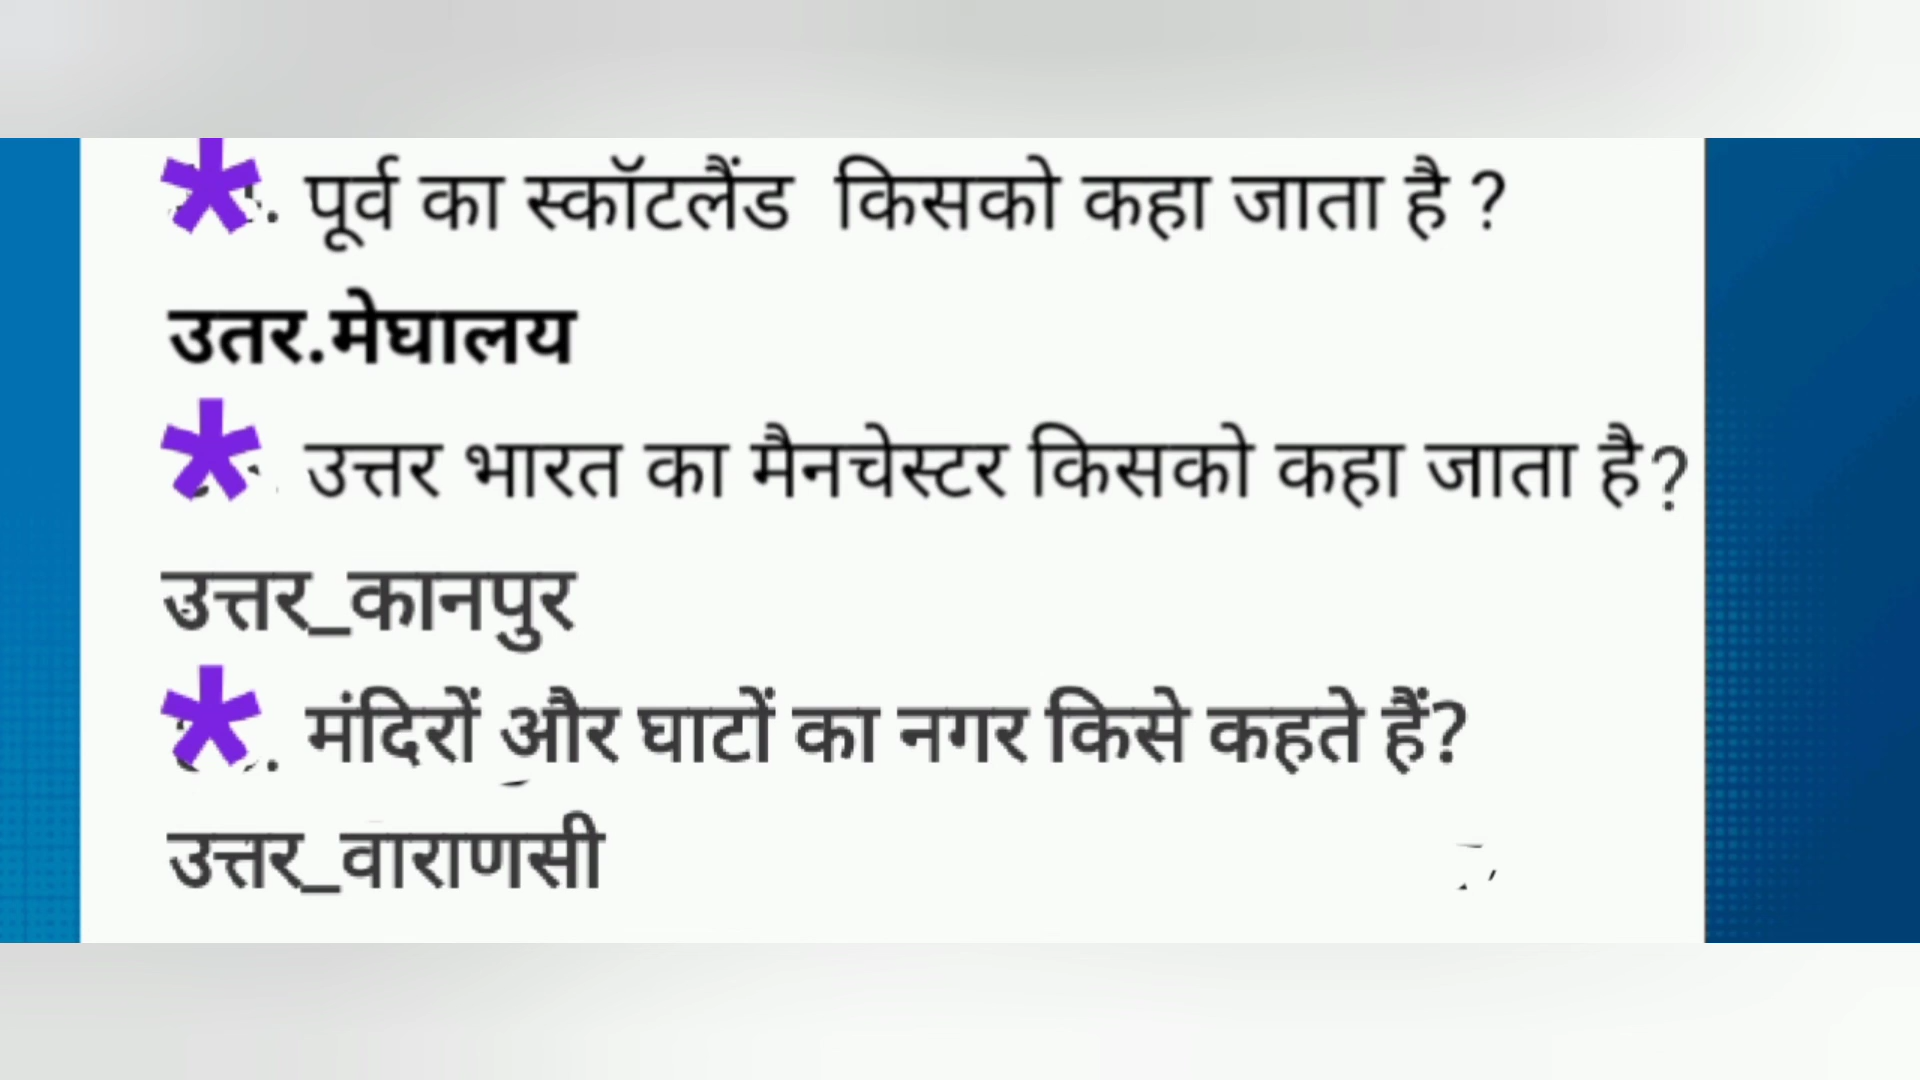 * पूर्व का स्कॉटलैंड किसको कहा जाता है ?
उतर.मेघालय
* उत्तर भारत का मैनचेस्टर किसको कहा जाता है?
उत्तर_कानपुर
* मंदिरों और घाटों का नगर किसे कहते हैं?
उत्तर_वाराणसी